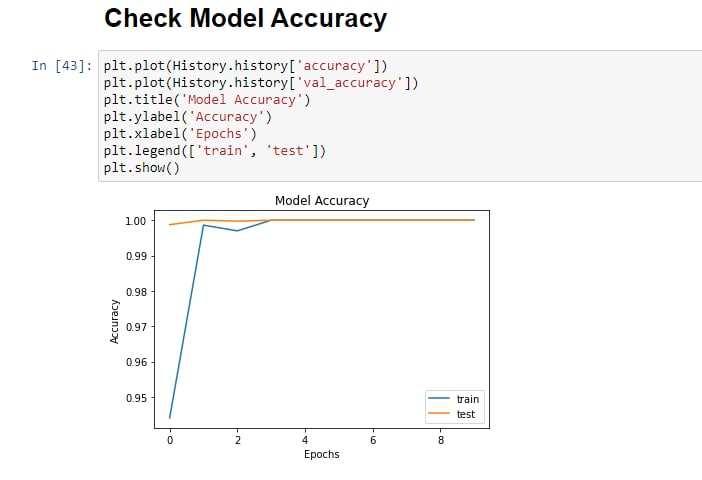 Check Model Accuracy
In [43]: plt.plot(History.history['accuracy'])
plt.plot(History.history['val_accuracy'])
plt.title('Model Accuracy')
plt.ylabel('Accuracy')
plt.xlabel('Epochs')
plt.legend(['train', 'test'])
plt.show()
Model Accuracy
1.00
0.99
0.98
0.97
0.96
0.95
Accuracy
train
test
0 2 4 6 8
Epochs